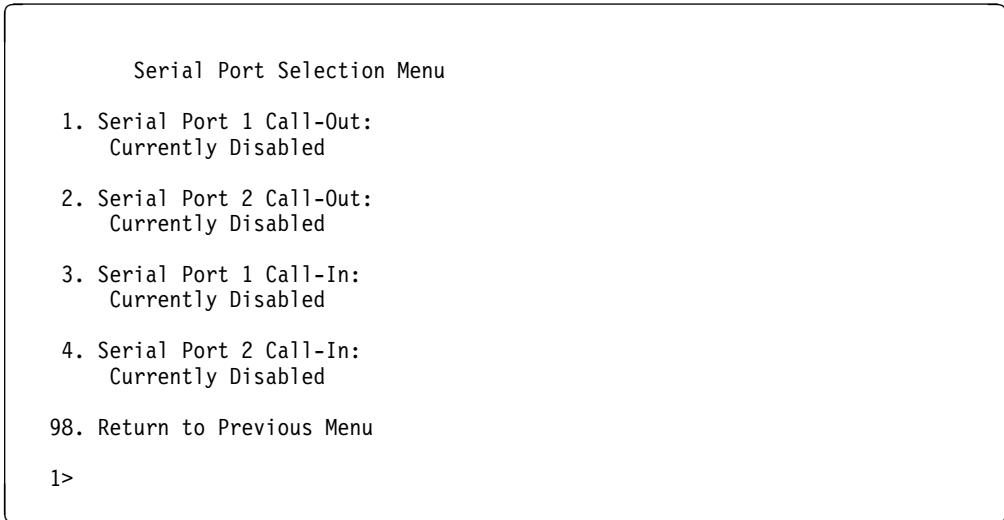 Serial Port Selection Menu
1. Serial Port 1 Call-Out:
Currently Disabled
2. Serial Port 2 Call-Out:
Currently Disabled
3. Serial Port 1 Call-In:
Currently Disabled
4. Serial Port 2 Call-In:
Currently Disabled
98. Return to Previous Menu
1>